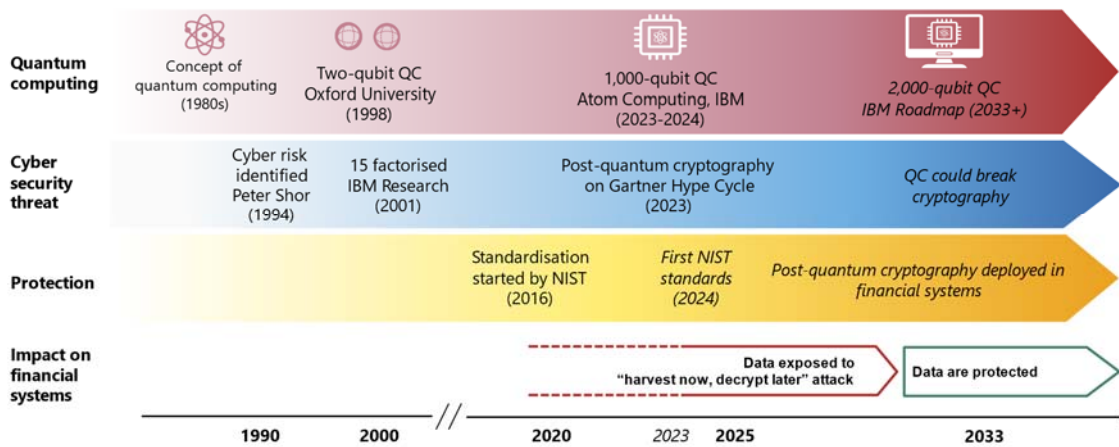 Quantum
computing
Concept of
quantum computing
(1980s)
Two-qubit QC
Oxford University
(1998)
1,000-qubit QC
Atom Computing, IBM
(2023-2024)
2,000-qubit QC
IBM Roadmap (2033+)
Cyber
security
threat
Cyber risk
identified
Peter Shor
(1994)
15 factorised
IBM Research
(2001)
Post-quantum cryptography
on Gartner Hype Cycle
(2023)
QC could break
cryptography
Protection
Standardisation
started by NIST
(2016)
First NIST
standards
(2024)
Post-quantum cryptography deployed in
financial systems
Impact on
financial
systems
Data exposed to
“harvest now, decrypt later” attack
Data are protected
1990
2000
2020
2023
2025
2033